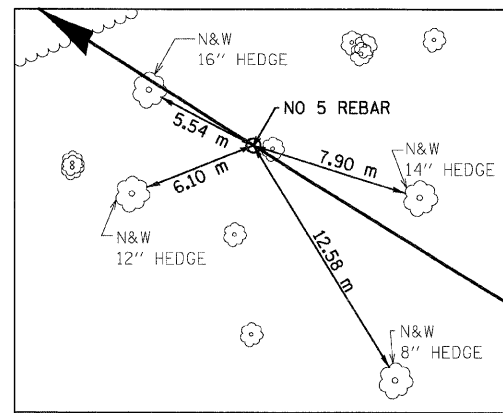 N&W
16" HEDGE
NO 5 REBAR
5.54 m
7.90 m
N&W
14" HEDGE
6.10 m
N&W
12" HEDGE
12.58 m
N&W
8" HEDGE